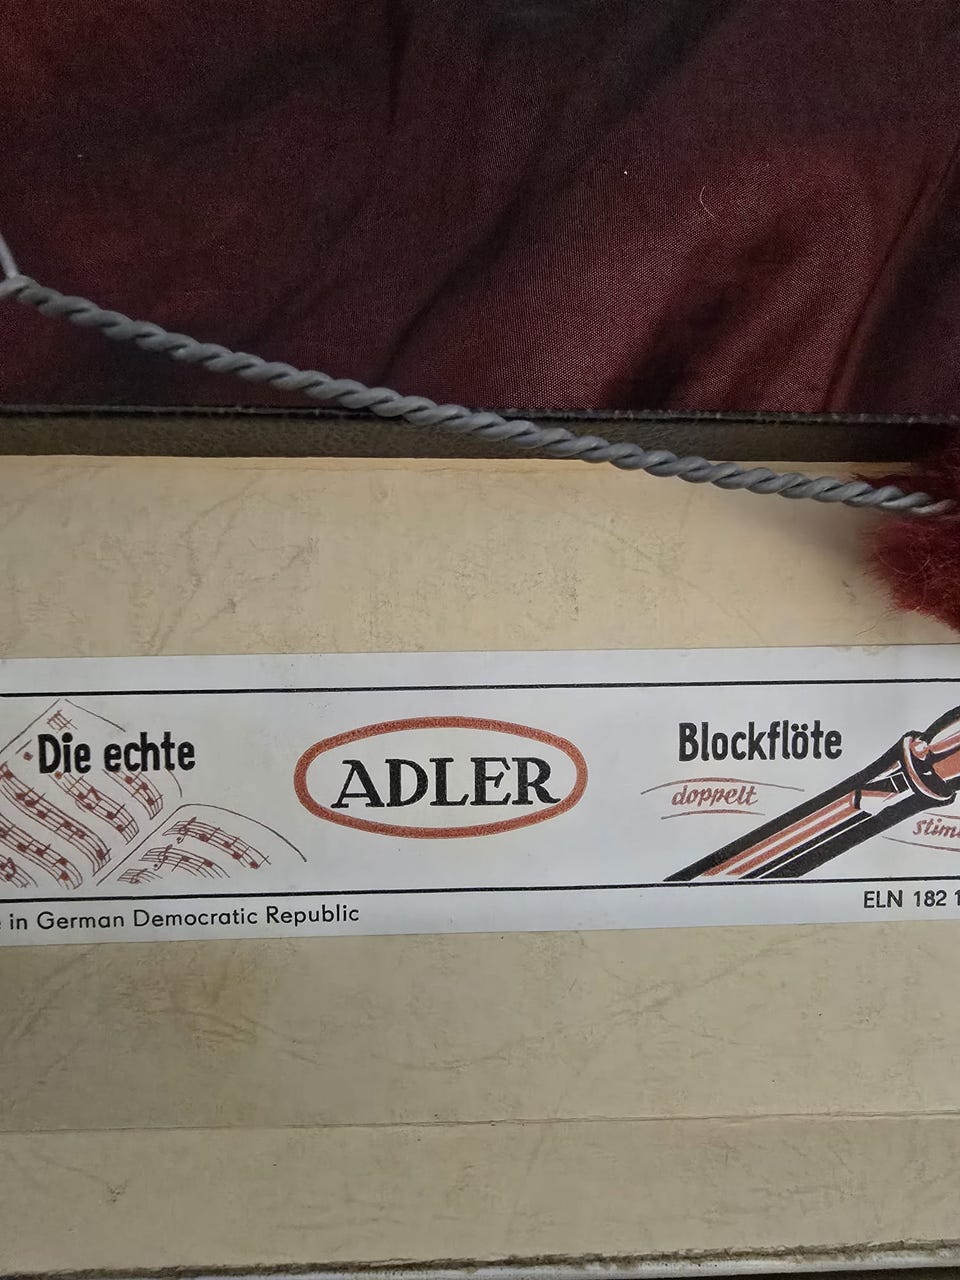 Die echte
ADLER
Blockflöte
doppelt
in German Democratic Republic
ELN 182